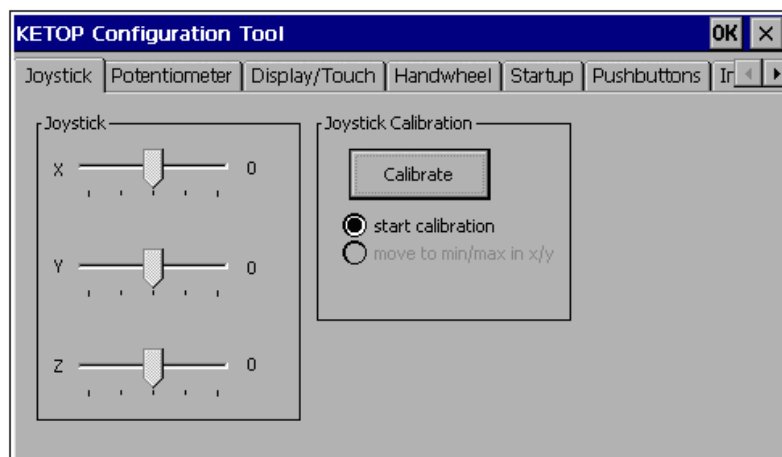 KETOP Configuration Tool OK ×
Joystick Potentiometer Display/Touch Handwheel Startup Pushbuttons
Joystick
X 0
Y 0
Z 0
Joystick Calibration
Calibrate
start calibration
move to min/max in x/y